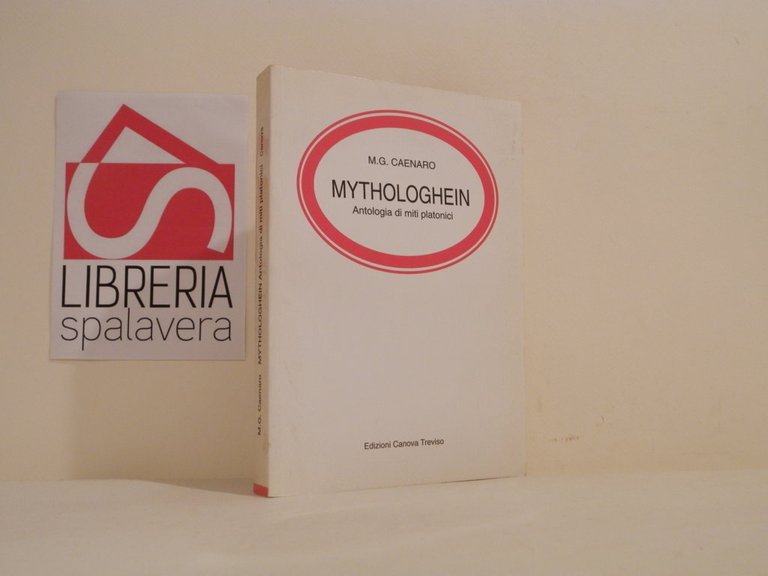 LIBRERIA
spalavera
M.G. Caenaro MYTHOLOGHEIN Antologia di miti platonici Canova
M.G. CAENARO
MYTHOLOGHEIN
Antologia di miti platonici
Edizioni Canova Treviso